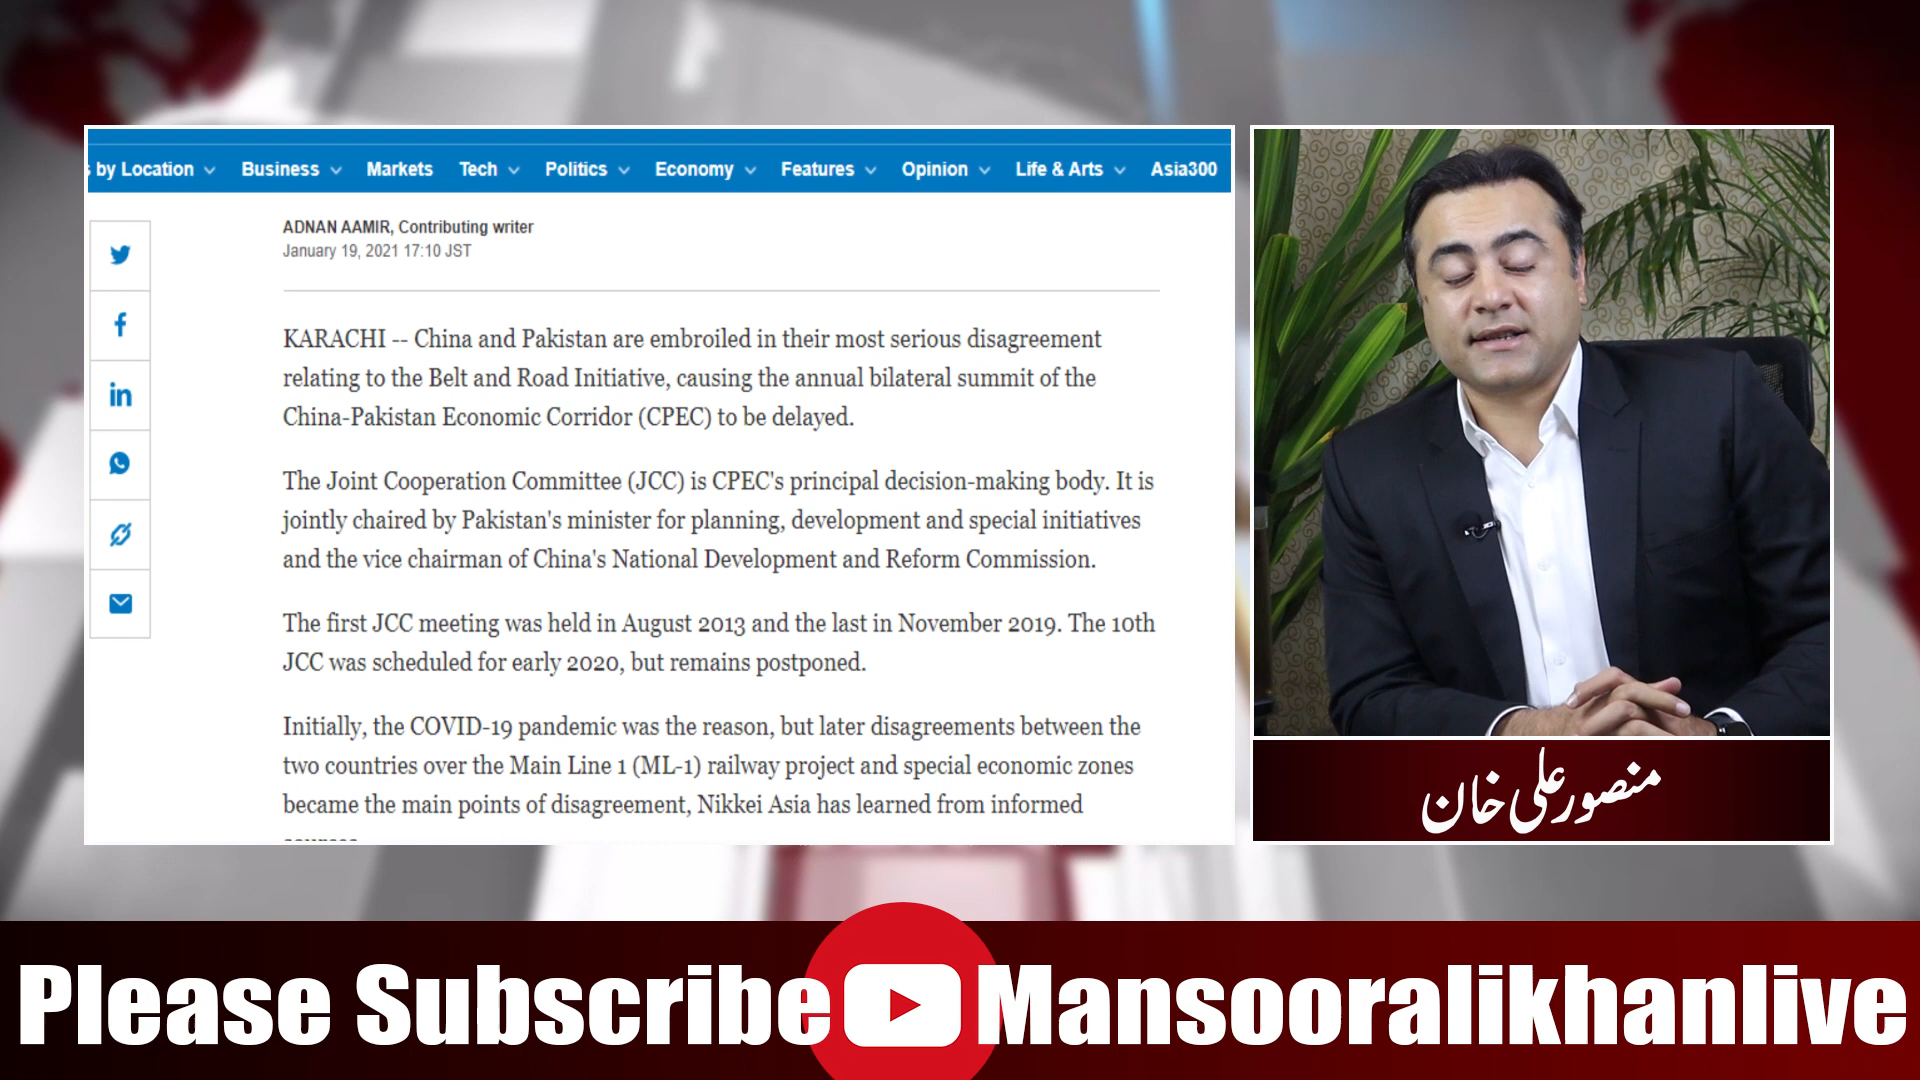 by Location
Business
Markets
Tech
Politics
Economy
Features
Opinion
Life & Arts
Asia300
ADNAN AAMIR, Contributing writer
January 19, 2021 17:10 JST
KARACHI -- China and Pakistan are embroiled in their most serious disagreement
relating to the Belt and Road Initiative, causing the annual bilateral summit of the
China-Pakistan Economic Corridor (CPEC) to be delayed.
The Joint Cooperation Committee (JCC) is CPEC's principal decision-making body. It is
jointly chaired by Pakistan's minister for planning, development and special initiatives
and the vice chairman of China's National Development and Reform Commission.
The first JCC meeting was held in August 2013 and the last in November 2019. The 10th
JCC was scheduled for early 2020, but remains postponed.
Initially, the COVID-19 pandemic was the reason, but later disagreements between the
two countries over the Main Line 1 (ML-1) railway project and special economic zones
became the main points of disagreement, Nikkei Asia has learned from informed
منصور علی خان
Please Subscribe Mansooralikhanlive